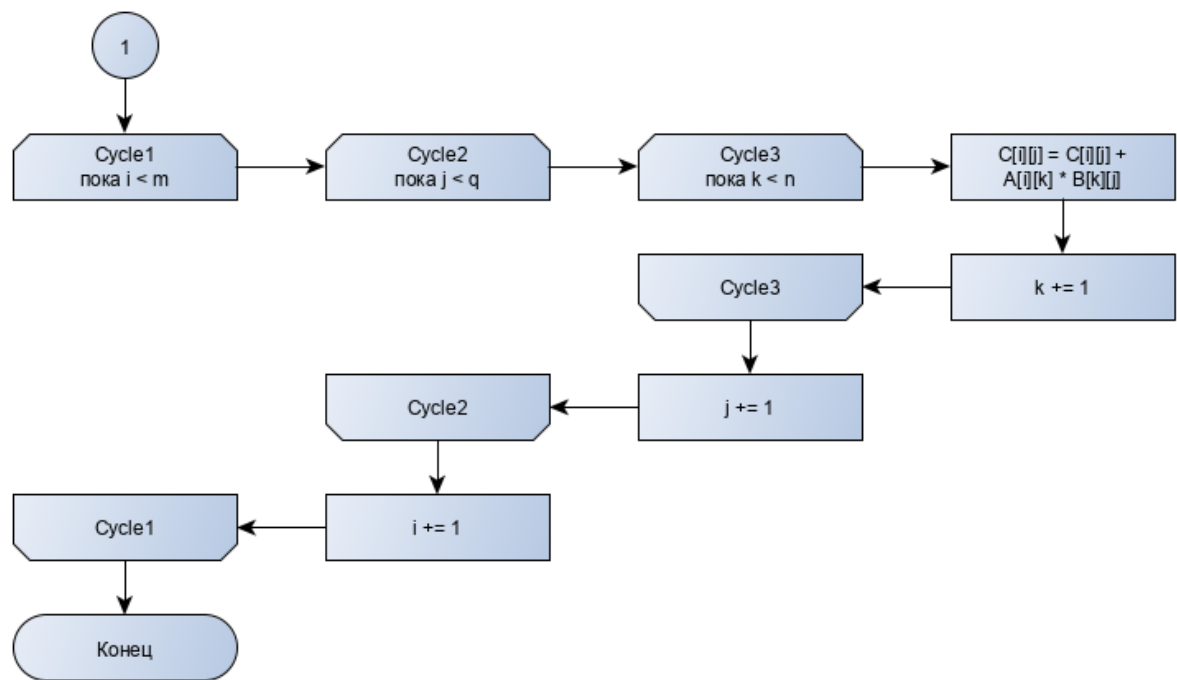 1
Cycle1
пока i < m
Cycle2
пока j < q
Cycle3
пока k < n
C[i][j] = C[i][j] +
A[i][k] * B[k][j]
k += 1
Cycle3
j += 1
Cycle2
i += 1
Cycle1
Конец